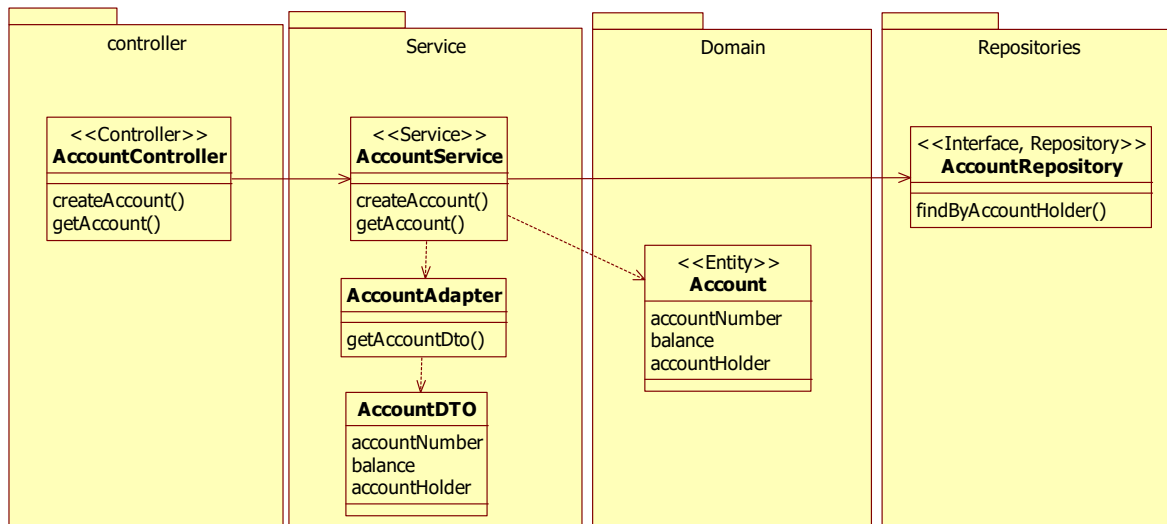 controller
Service
Domain
Repositories
<<Controller>>
AccountController
createAccount()
getAccount()
<<Service>>
AccountService
createAccount()
getAccount()
AccountAdapter
getAccountDto()
AccountDTO
accountNumber
balance
accountHolder
<<Entity>>
Account
accountNumber
balance
accountHolder
<<Interface, Repository>>
AccountRepository
findByAccountHolder()